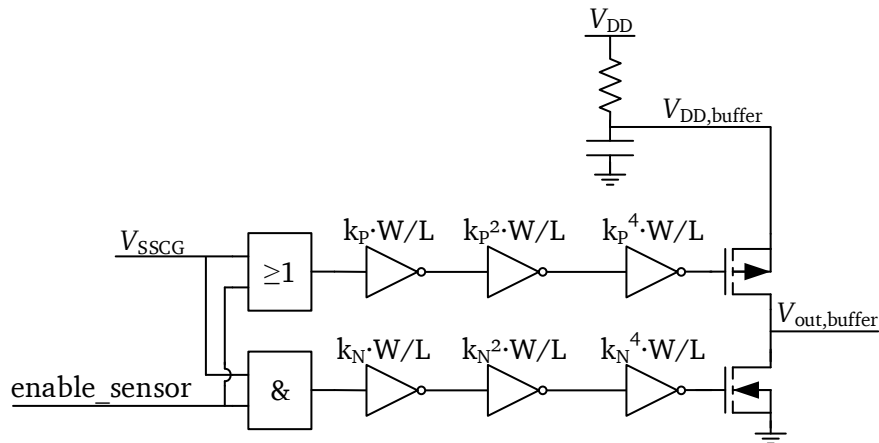 V_DD
V_DD,buffer
k_P·W/L k_P²·W/L k_P⁴·W/L
V_SSCG
≥1
V_out,buffer
k_N·W/L k_N²·W/L k_N⁴·W/L
enable_sensor
&